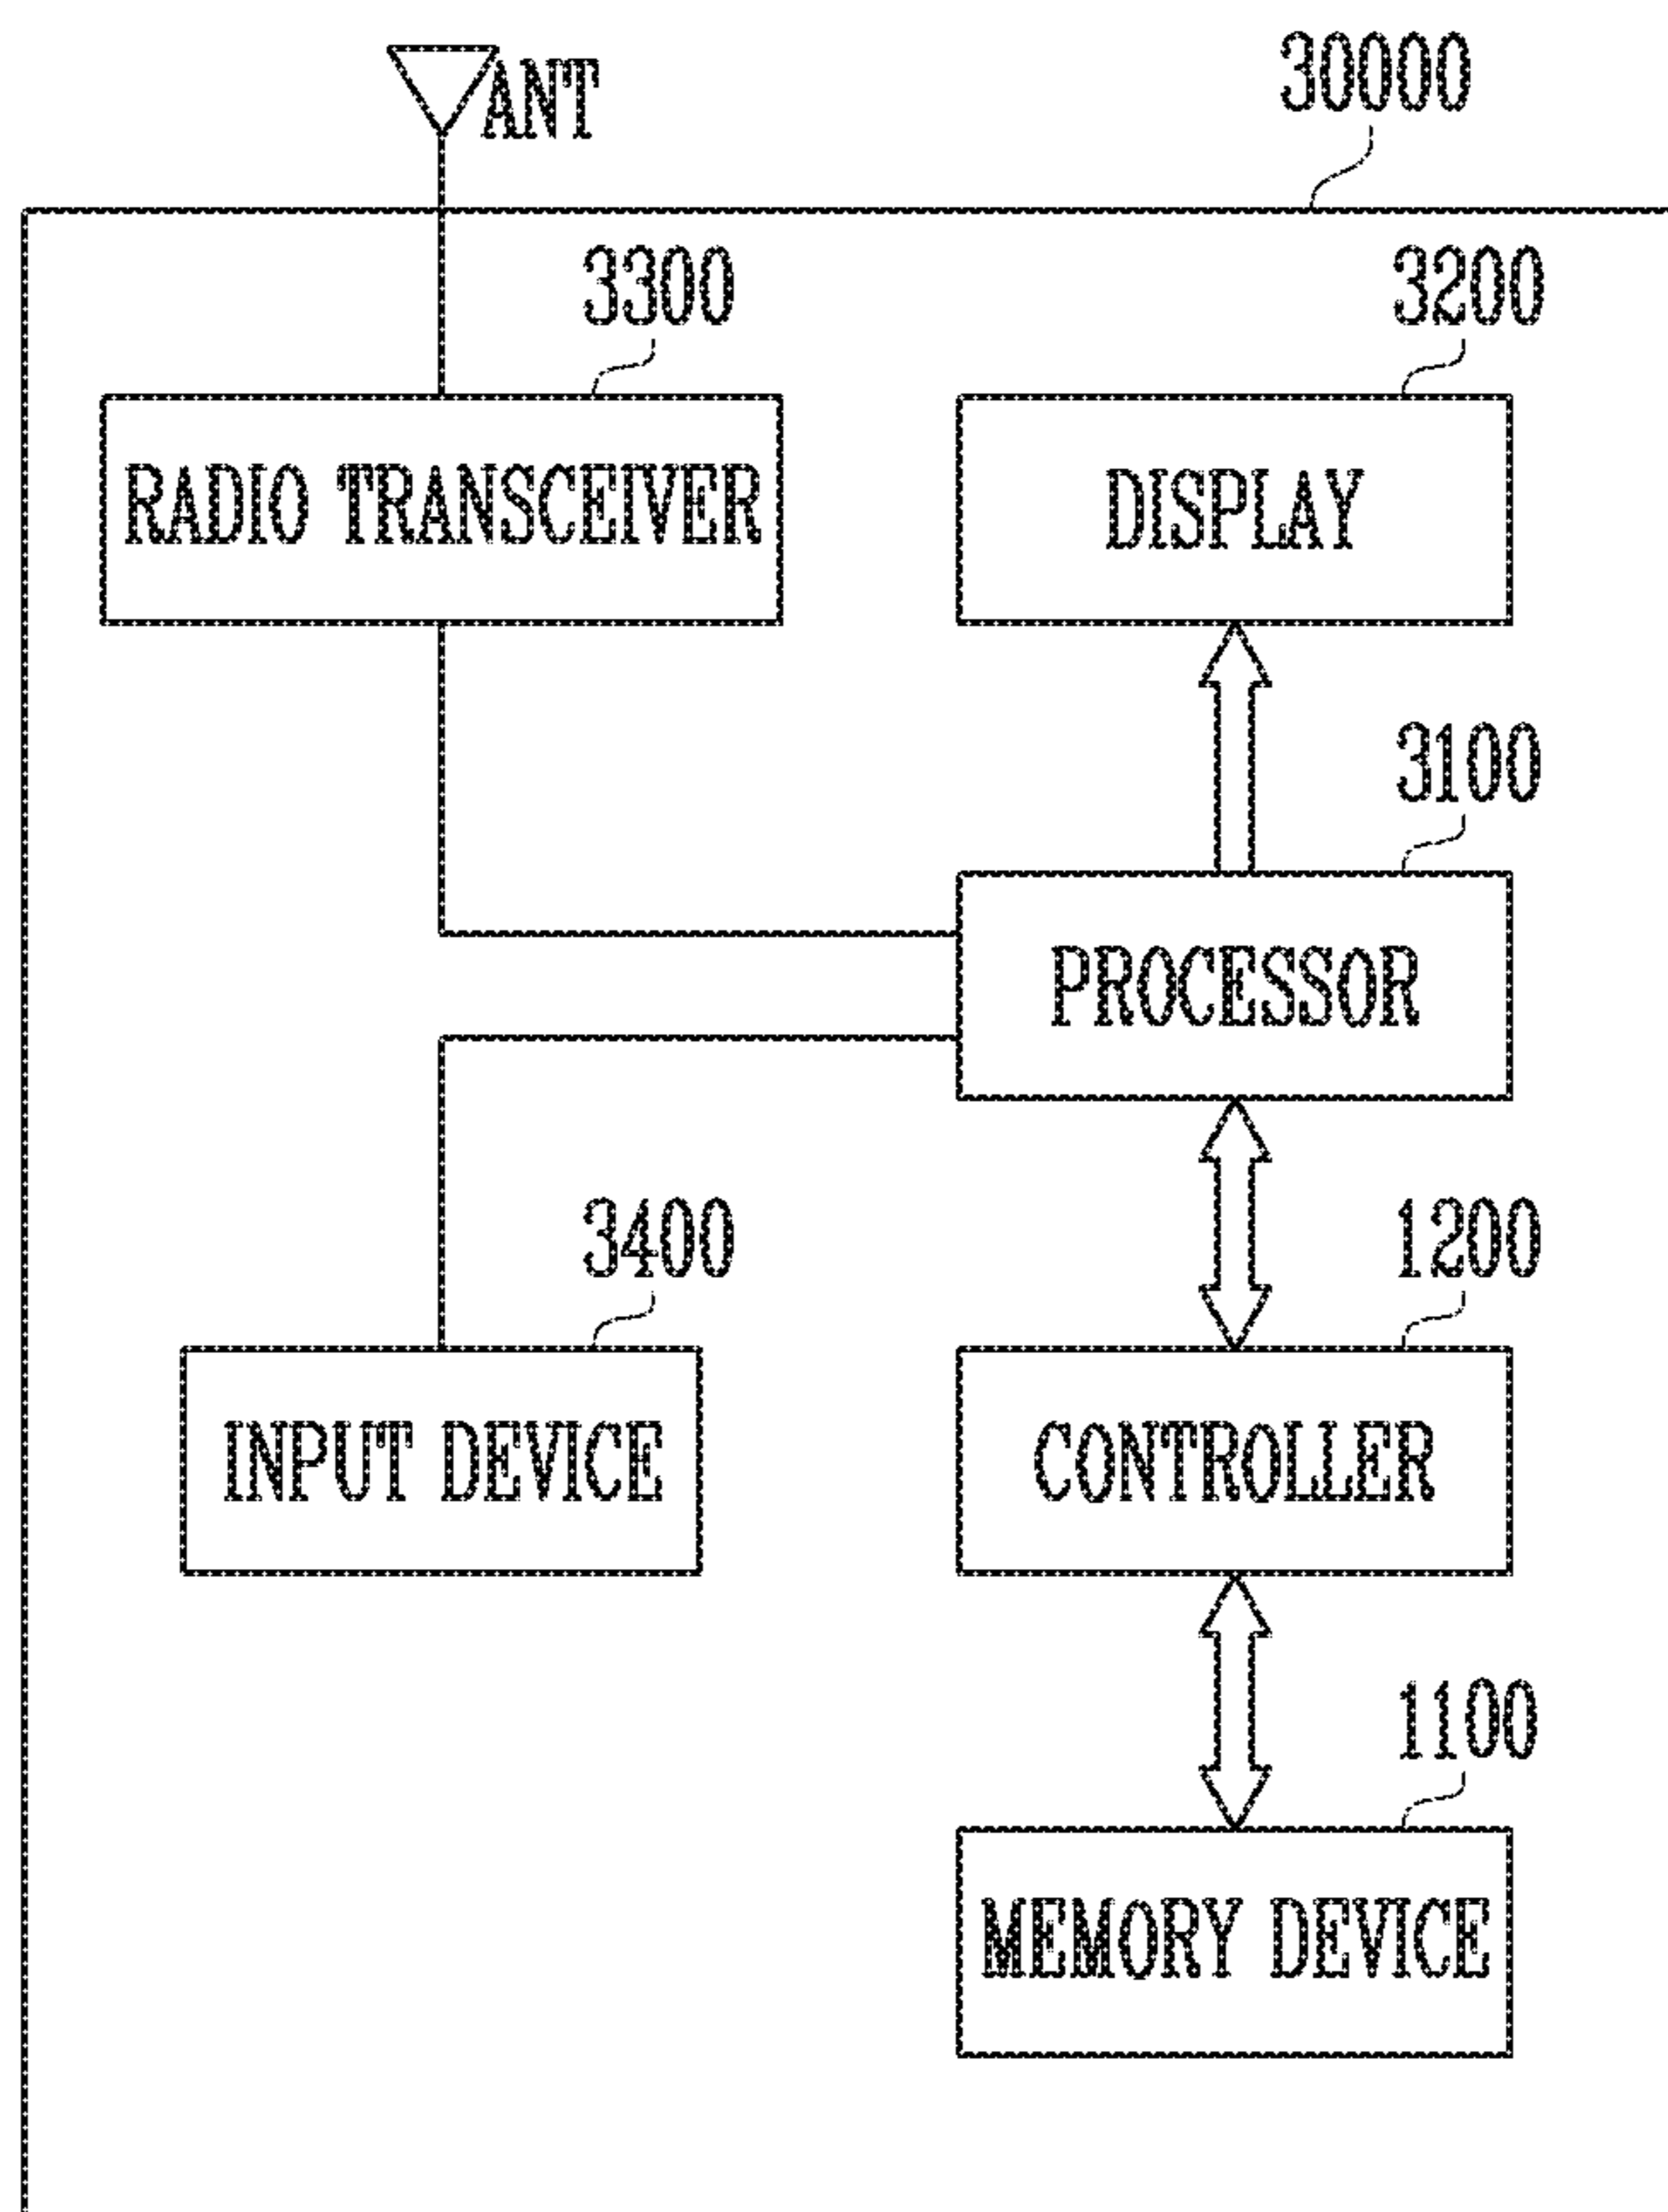 ANT
30000
3300
3200
RADIO TRANSCEIVER
DISPLAY
3100
PROCESSOR
3400
1200
INPUT DEVICE
CONTROLLER
1100
MEMORY DEVICE